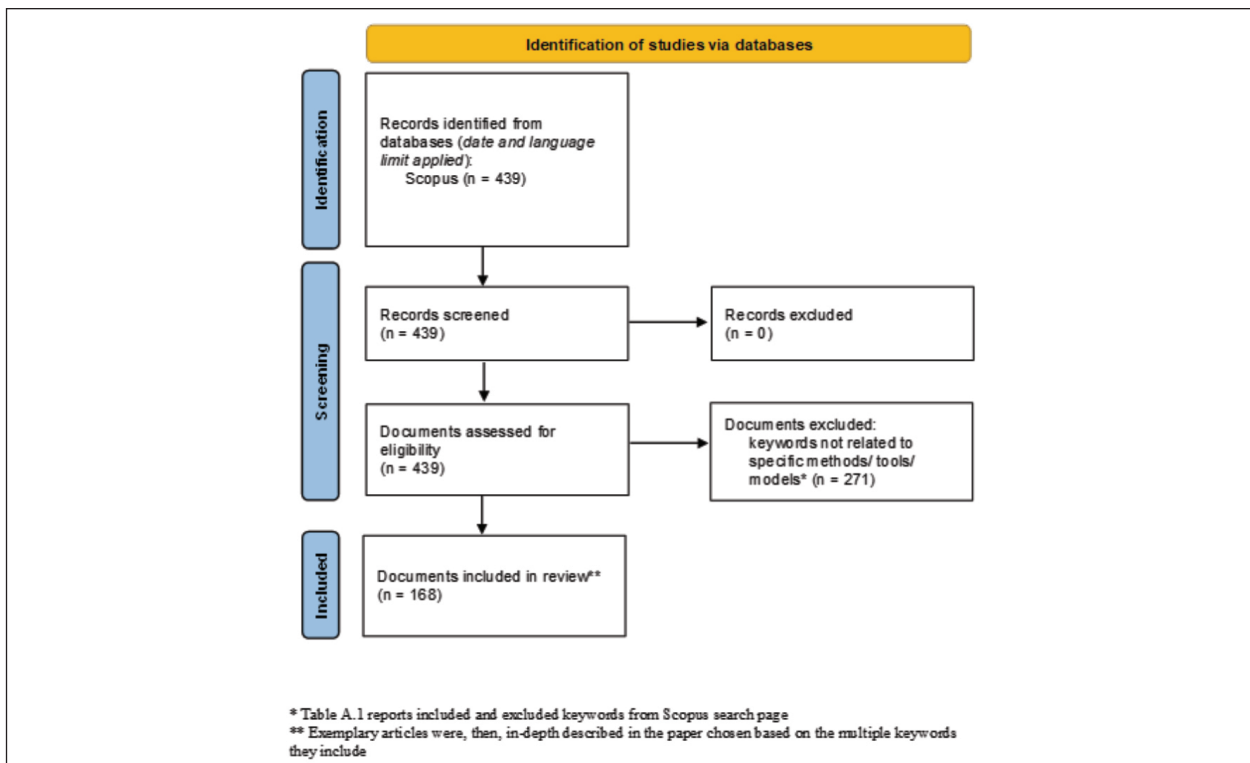 Identification of studies via databases
Identification
Records identified from
databases (date and language
limit applied):
Scopus (n = 439)
Screening
Records screened
(n = 439)
Records excluded
(n = 0)
Documents assessed for
eligibility
(n = 439)
Documents excluded:
keywords not related to
specific methods/ tools/
models* (n = 271)
Included
Documents included in review**
(n = 168)
* Table A.1 reports included and excluded keywords from Scopus search page
** Exemplary articles were, then, in-depth described in the paper chosen based on the multiple keywords
they include